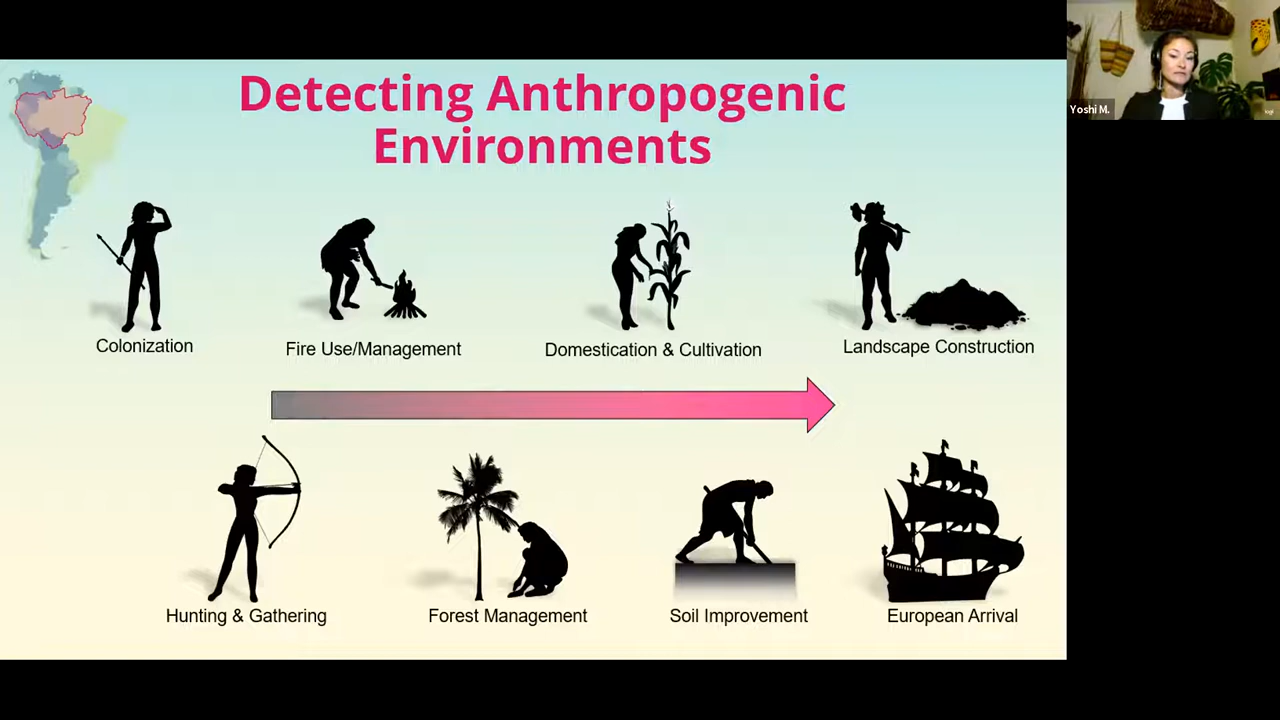 Detecting Anthropogenic
Environments
Yoshi M.
Colonization
Fire Use/Management
Domestication & Cultivation
Landscape Construction
Hunting & Gathering
Forest Management
Soil Improvement
European Arrival